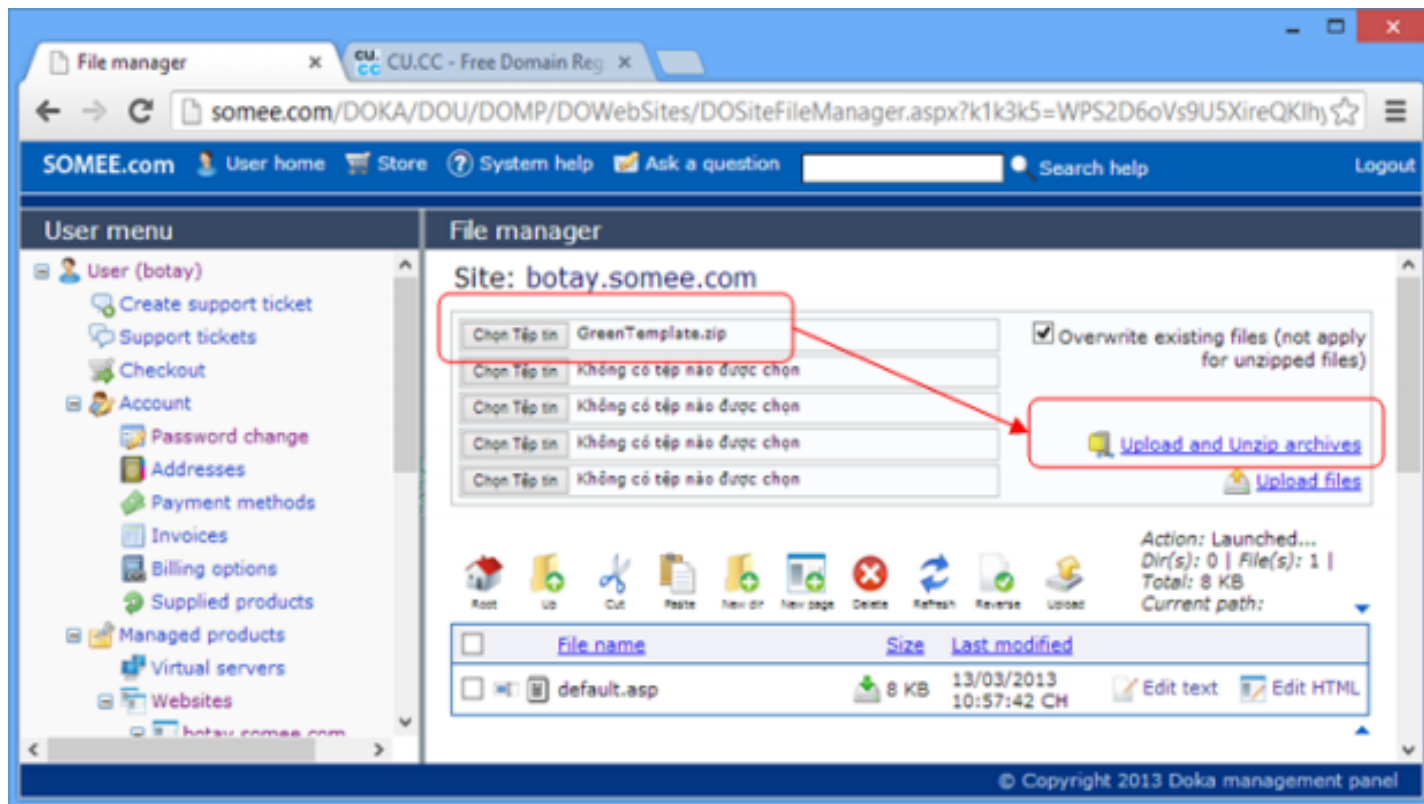 File manager
CU.CC - Free Domain Reg
somee.com/DOKA/DOU/DOMP/DOWebSites/DOSiteFileManager.aspx?k1k3k5=WPS2D6oVs9U5XireQKIhy
SOMEE.com User home Store System help Ask a question Search help Logout
User menu
User (botay)
Create support ticket
Support tickets
Checkout
Account
Password change
Addresses
Payment methods
Invoices
Billing options
Supplied products
Managed products
Virtual servers
Websites
botay.somee.com
File manager
Site: botay.somee.com
Chọn Tệp tin GreenTemplate.zip
Chọn Tệp tin Không có tệp nào được chọn
Chọn Tệp tin Không có tệp nào được chọn
Chọn Tệp tin Không có tệp nào được chọn
Chọn Tệp tin Không có tệp nào được chọn
Overwrite existing files (not apply
for unzipped files)
Upload and Unzip archives
Upload files
Root Up Cut Paste New dir New page Delete Refresh Reverse Upload
Action: Launched...
Dir(s): 0 | File(s): 1 |
Total: 8 KB
Current path:
File name Size Last modified
default.asp 8 KB 13/03/2013
10:57:42 CH Edit text Edit HTML
© Copyright 2013 Doka management panel